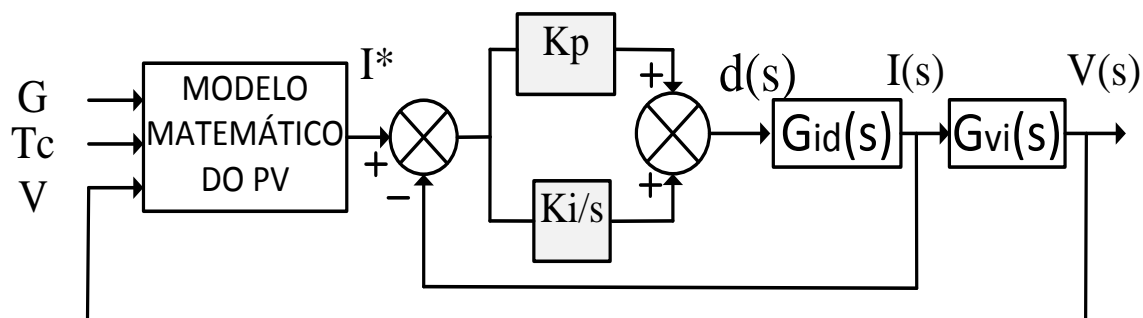 G
Tc
V
MODELO
MATEMÁTICO
DO PV
I*
+
−
Kp
Ki/s
+
+
d(s)
Gid(s)
I(s)
Gvi(s)
V(s)